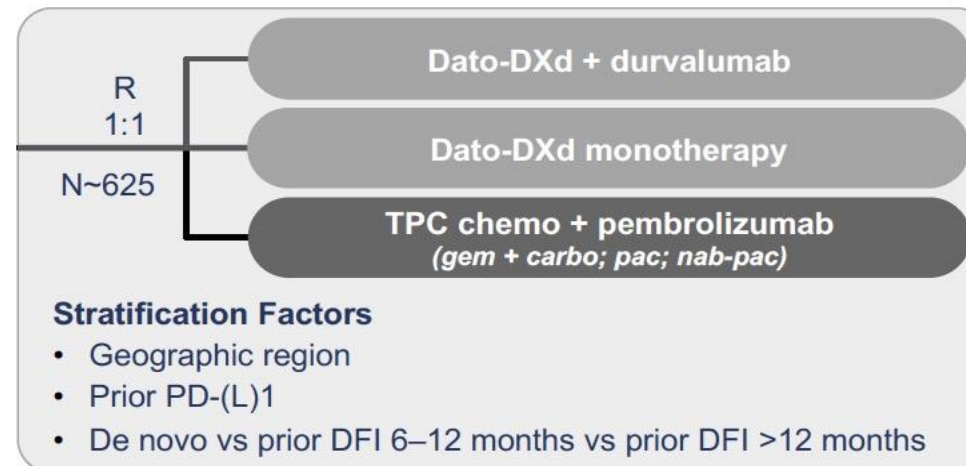 R
1:1
N~625
Dato-DXd + durvalumab
Dato-DXd monotherapy
TPC chemo + pembrolizumab
(gem + carbo; pac; nab-pac)
Stratification Factors
• Geographic region
• Prior PD-(L)1
• De novo vs prior DFI 6–12 months vs prior DFI >12 months